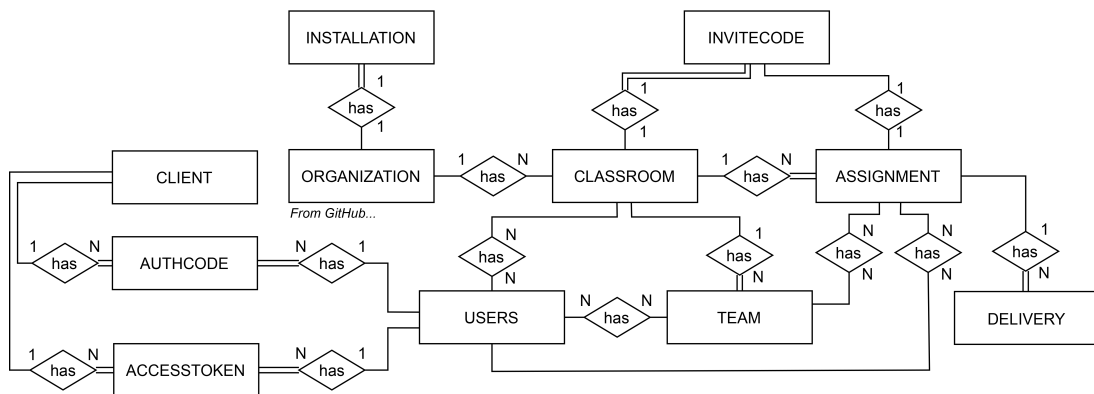 INSTALLATION
INVITECODE
1
1
1
has
has
has
1
1
1
CLIENT
ORGANIZATION
1
has
N
CLASSROOM
1
has
N
ASSIGNMENT
From GitHub...
1
has
N
AUTHCODE
N
has
1
N
has
N
1
has
N
N
has
N
N
has
N
1
has
N
USERS
N
has
N
TEAM
DELIVERY
1
has
N
ACCESSTOKEN
N
has
1